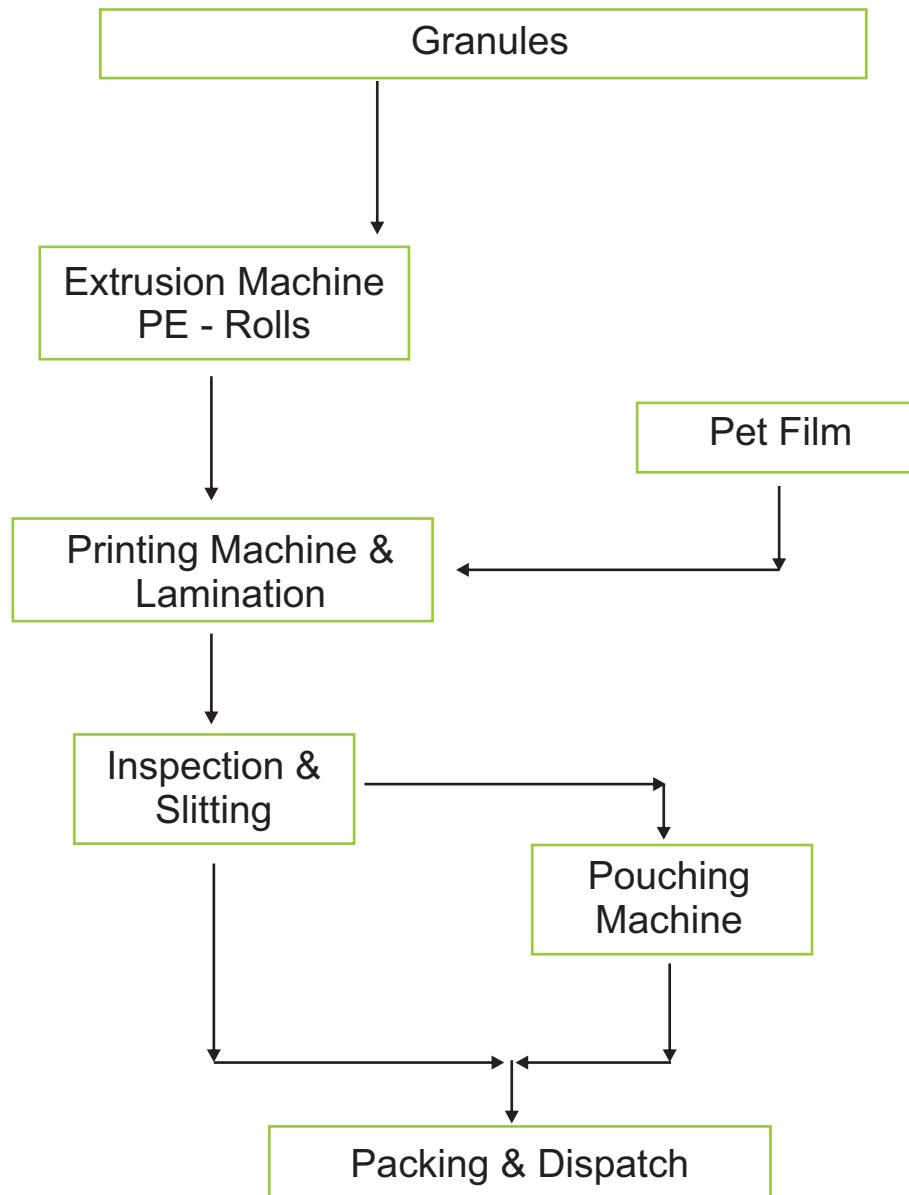 Granules
Extrusion Machine
PE - Rolls
Pet Film
Printing Machine &
Lamination
Inspection &
Slitting
Pouching
Machine
Packing & Dispatch